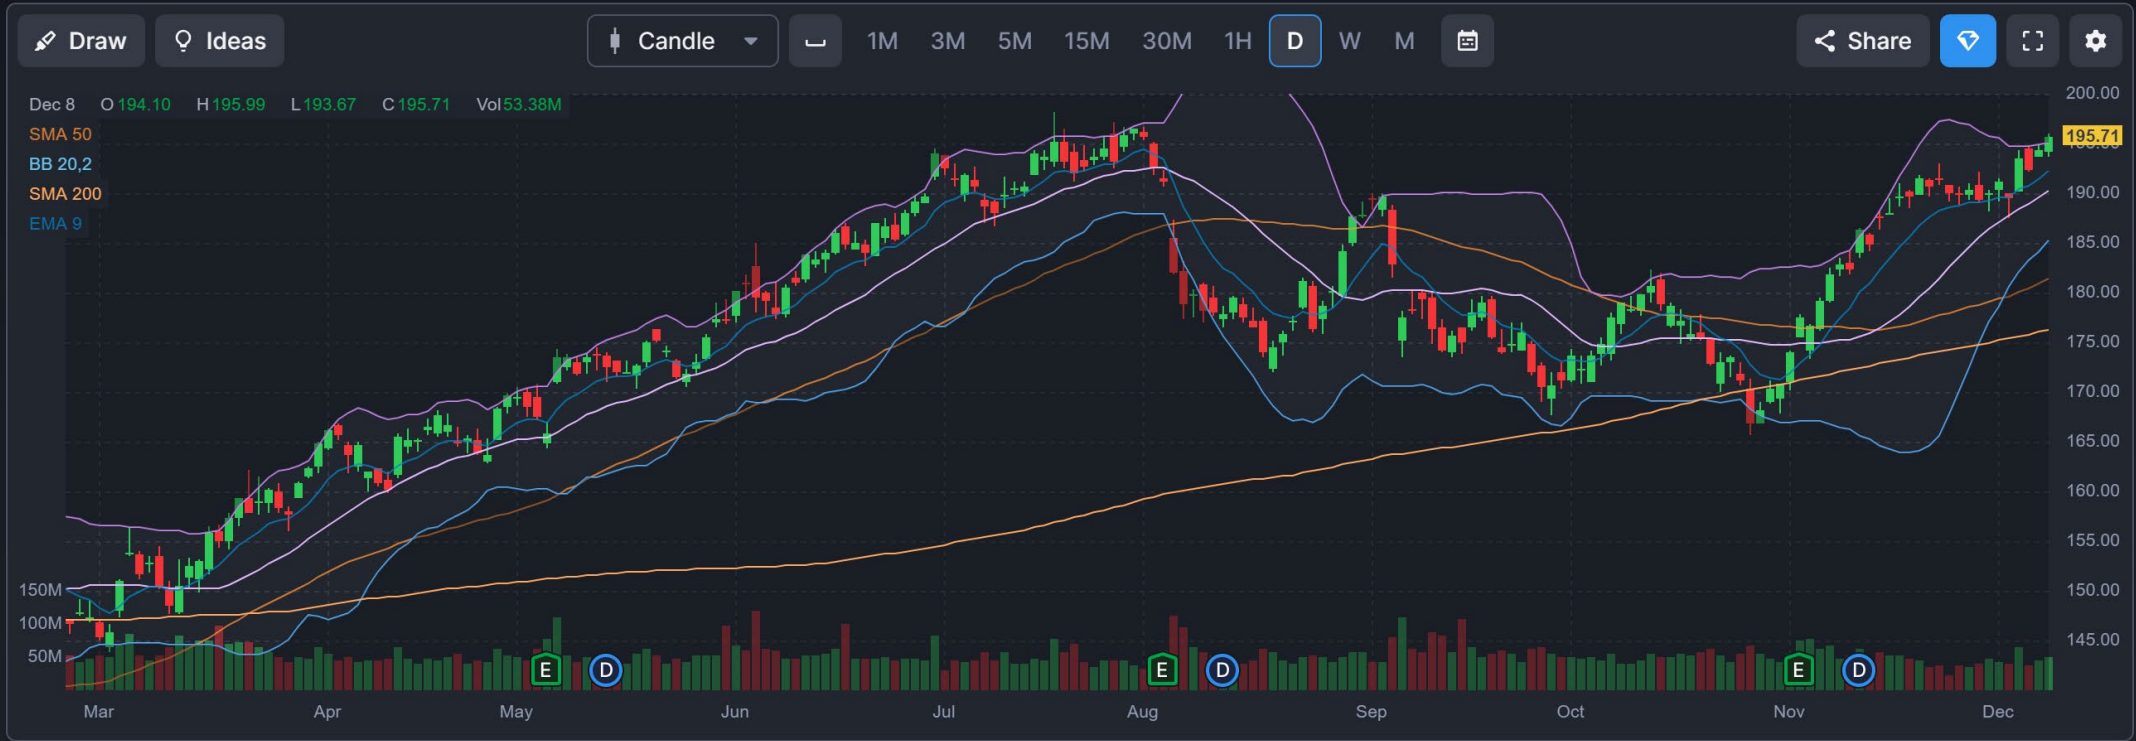 Draw Ideas Candle 1M 3M 5M 15M 30M 1H D W M Share
Dec 8 O 194.10 H 195.99 L 193.67 C 195.71 Vol 53.38M
SMA 50
BB 20,2
SMA 200
EMA 9
200.00
195.71
190.00
185.00
180.00
175.00
170.00
165.00
160.00
155.00
150.00
145.00
150M
100M
50M
E D E D E D
Mar Apr May Jun Jul Aug Sep Oct Nov Dec